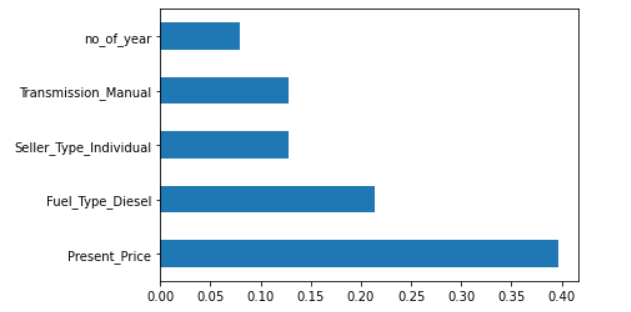 no_of_year
Transmission_Manual
Seller_Type_Individual
Fuel_Type_Diesel
Present_Price
0.00 0.05 0.10 0.15 0.20 0.25 0.30 0.35 0.40